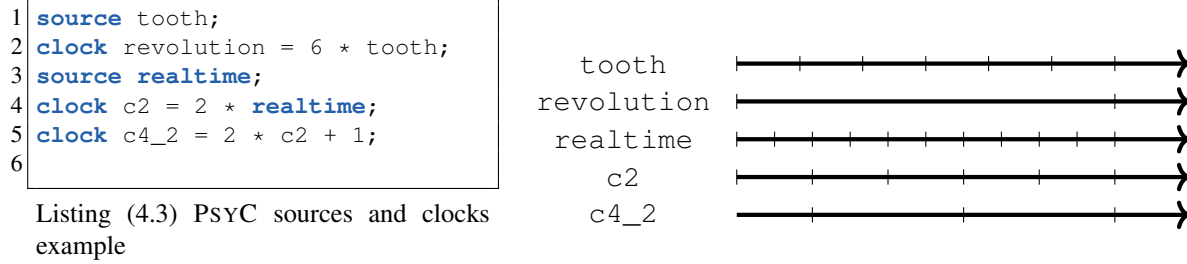 1 source tooth;
2 clock revolution = 6 * tooth;
3 source realtime;
4 clock c2 = 2 * realtime;
5 clock c4_2 = 2 * c2 + 1;
6
Listing (4.3) PSYC sources and clocks
example
tooth
revolution
realtime
c2
c4_2